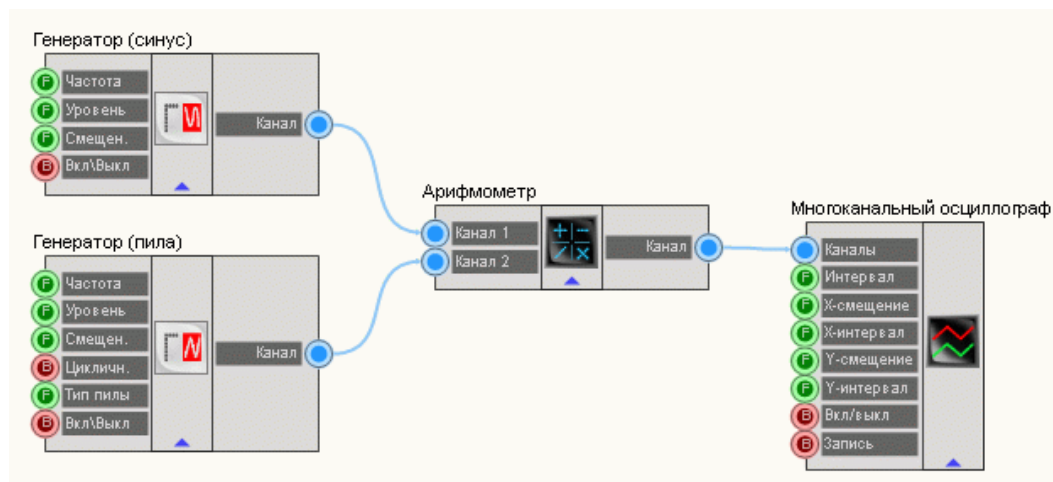 Генератор (синус)
Частота
Уровень
Смещен.
Вкл\Выкл
Канал
Генератор (пила)
Частота
Уровень
Смещен.
Цикличн.
Тип пилы
Вкл\Выкл
Канал
Арифмометр
Канал 1
Канал 2
Канал
Многоканальный осциллограф
Каналы
Интервал
X-смещение
X-интервал
Y-смещение
Y-интервал
Вкл/выкл
Запись
F
F
F
B
F
F
F
B
F
B
F
F
F
F
F
B
B